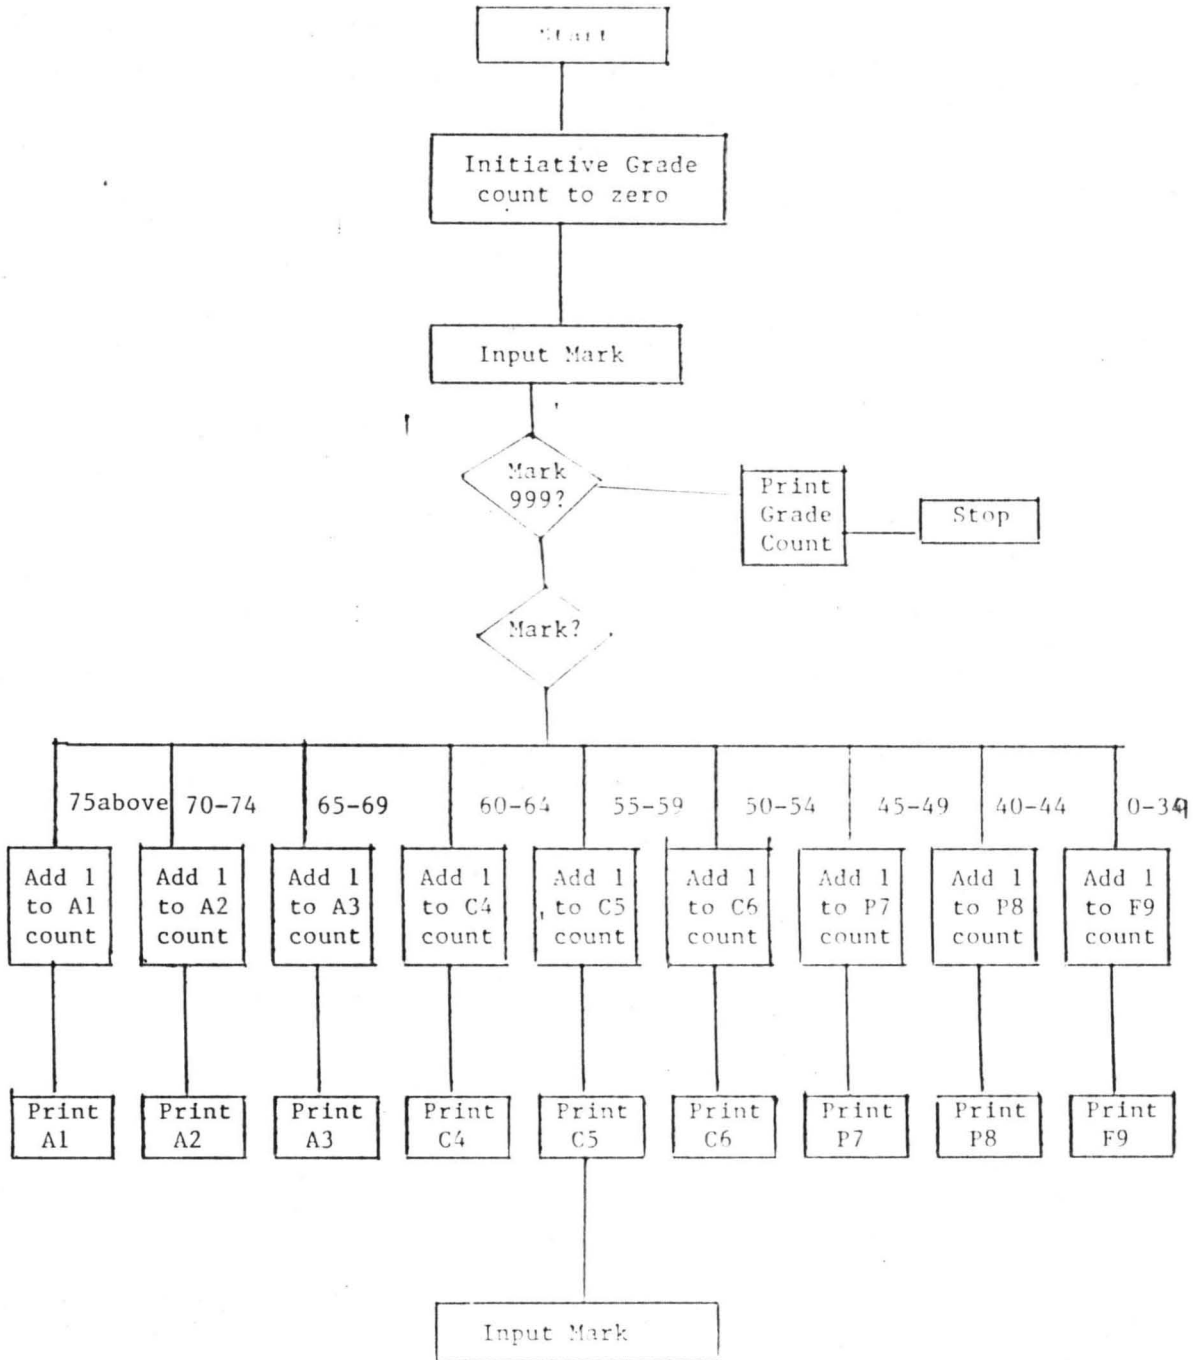 Start
Initiative Grade
count to zero
Input Mark
Mark
999?
Print
Grade
Count
Stop
Mark?
75above
70-74
65-69
60-64
55-59
50-54
45-49
40-44
0-39
Add 1
to A1
count
Add 1
to A2
count
Add 1
to A3
count
Add 1
to C4
count
Add 1
to C5
count
Add 1
to C6
count
Add 1
to P7
count
Add 1
to P8
count
Add 1
to F9
count
Print
A1
Print
A2
Print
A3
Print
C4
Print
C5
Print
C6
Print
P7
Print
P8
Print
F9
Input Mark